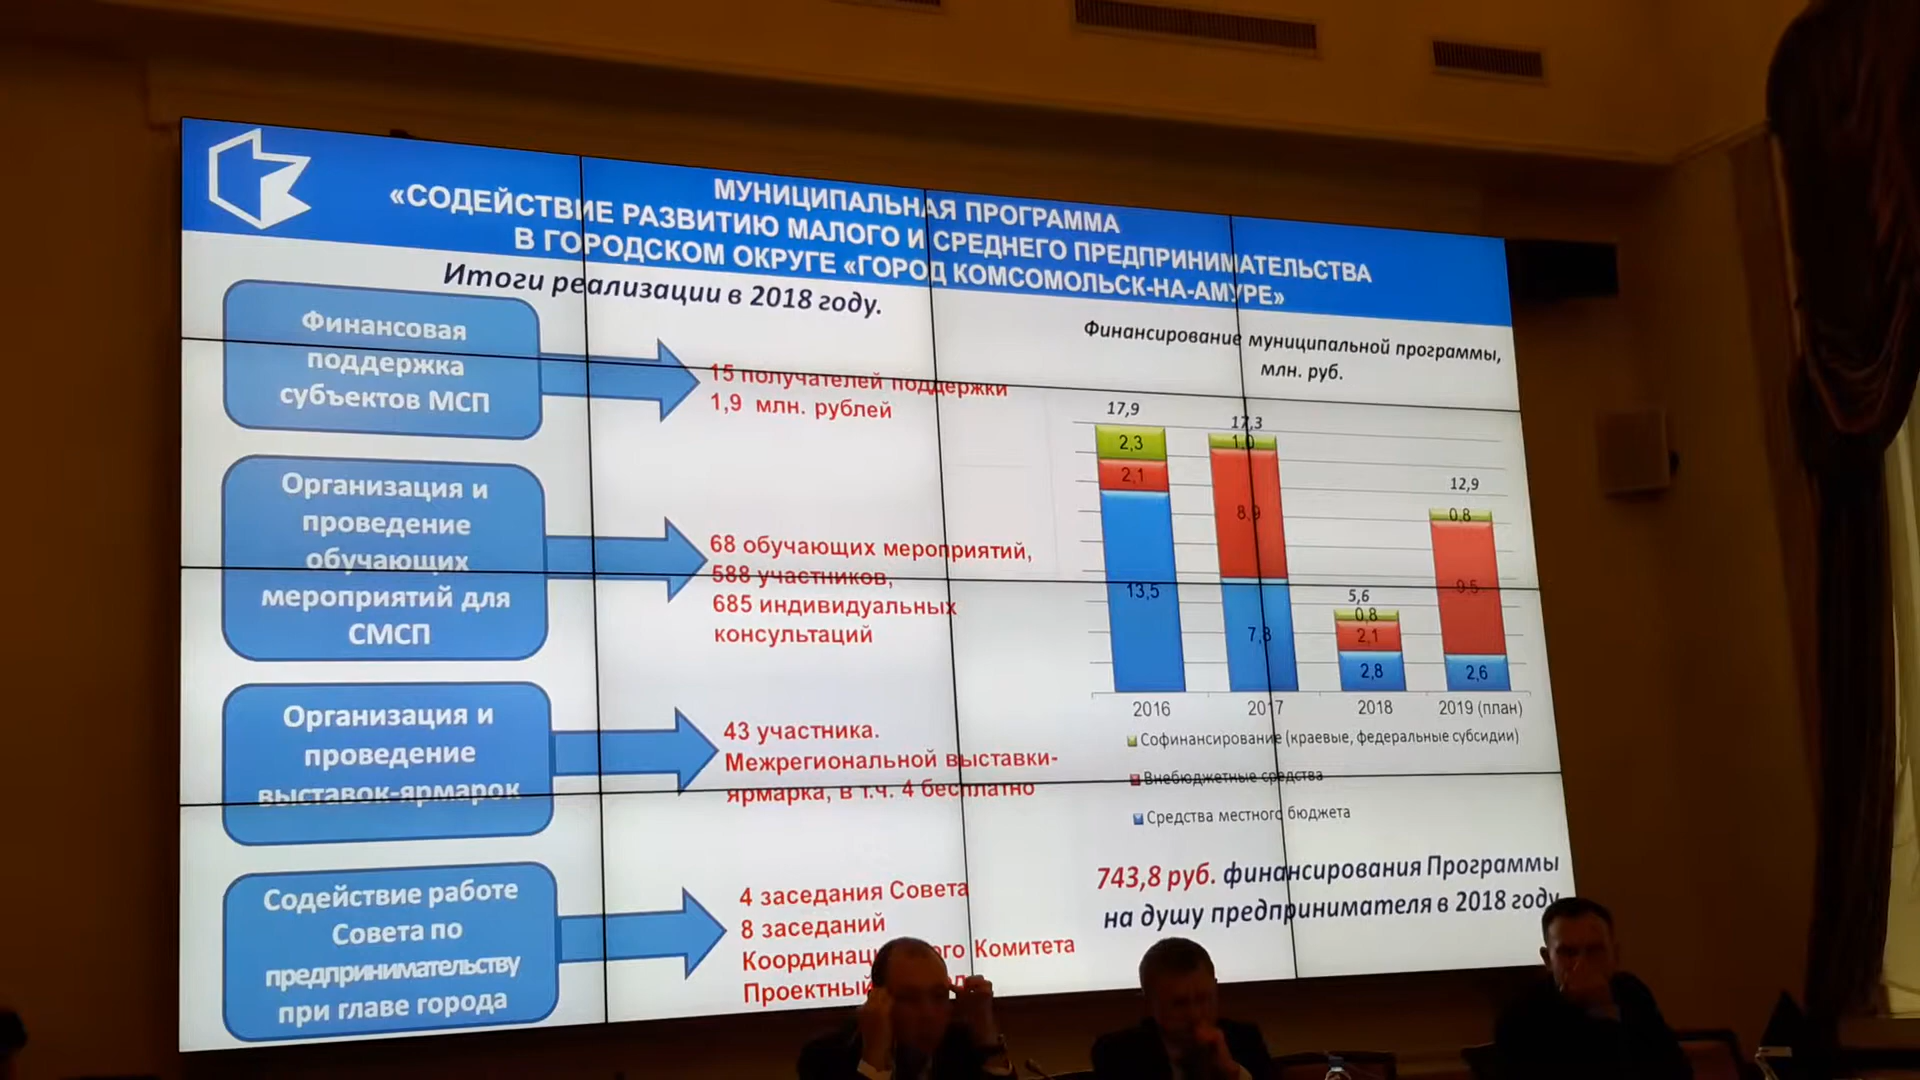 МУНИЦИПАЛЬНАЯ ПРОГРАММА
«СОДЕЙСТВИЕ РАЗВИТИЮ МАЛОГО И СРЕДНЕГО ПРЕДПРИНИМАТЕЛЬСТВА
В ГОРОДСКОМ ОКРУГЕ «ГОРОД КОМСОМОЛЬСК-НА-АМУРЕ»
Итоги реализации в 2018 году.
Финансовая
поддержка
субъектов МСП
15 получателей поддержки
1,9 млн. рублей
Организация и
проведение
обучающих
мероприятий для
СМСП
68 обучающих мероприятий,
588 участников,
685 индивидуальных
консультаций
Организация и
проведение
выставок-ярмарок
43 участника.
Межрегиональной выставки-
ярмарка, в т.ч. 4 бесплатно
Содействие работе
Совета по
предпринимательству
при главе города
4 заседания Совета
8 заседаний
Комитета
Проектный
Финансирование муниципальной программы,
млн. руб.
17,9
2,3
2,1
13,5
17,3
1,0
8,9
7,3
5,6
0,8
2,1
2,8
12,9
0,8
9,5
2,6
2016
2017
2018
2019 (план)
Софинансирование (краевые, федеральные субсидии)
Внебюджетные средства
Средства местного бюджета
743,8 руб. финансирования Программы
на душу предпринимателя в 2018 году